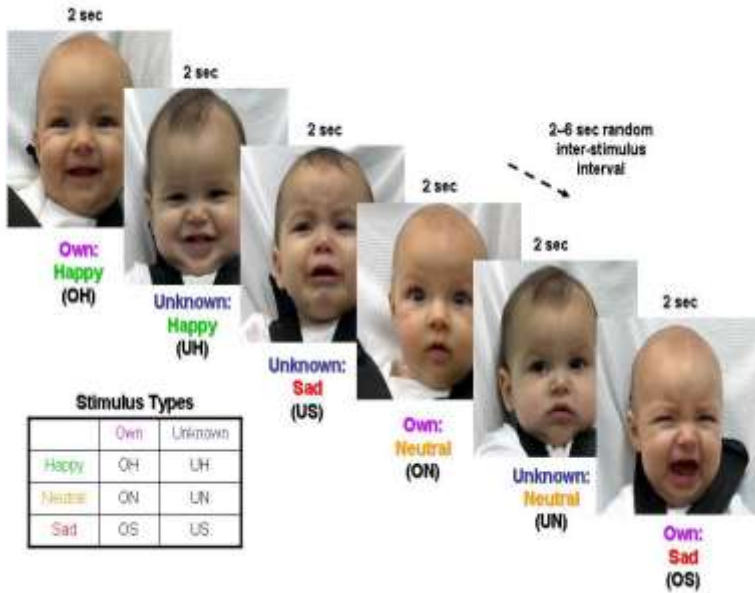 2 sec
2 sec
2 sec
2 sec
2 sec
2 sec
2–6 sec random
inter-stimulus
interval
Own:
Happy
(OH)
Unknown:
Happy
(UH)
Unknown:
Sad
(US)
Own:
Neutral
(ON)
Unknown:
Neutral
(UN)
Own:
Sad
(OS)
Stimulus Types
Own Unknown
Happy OH UH
Neutral ON UN
Sad OS US